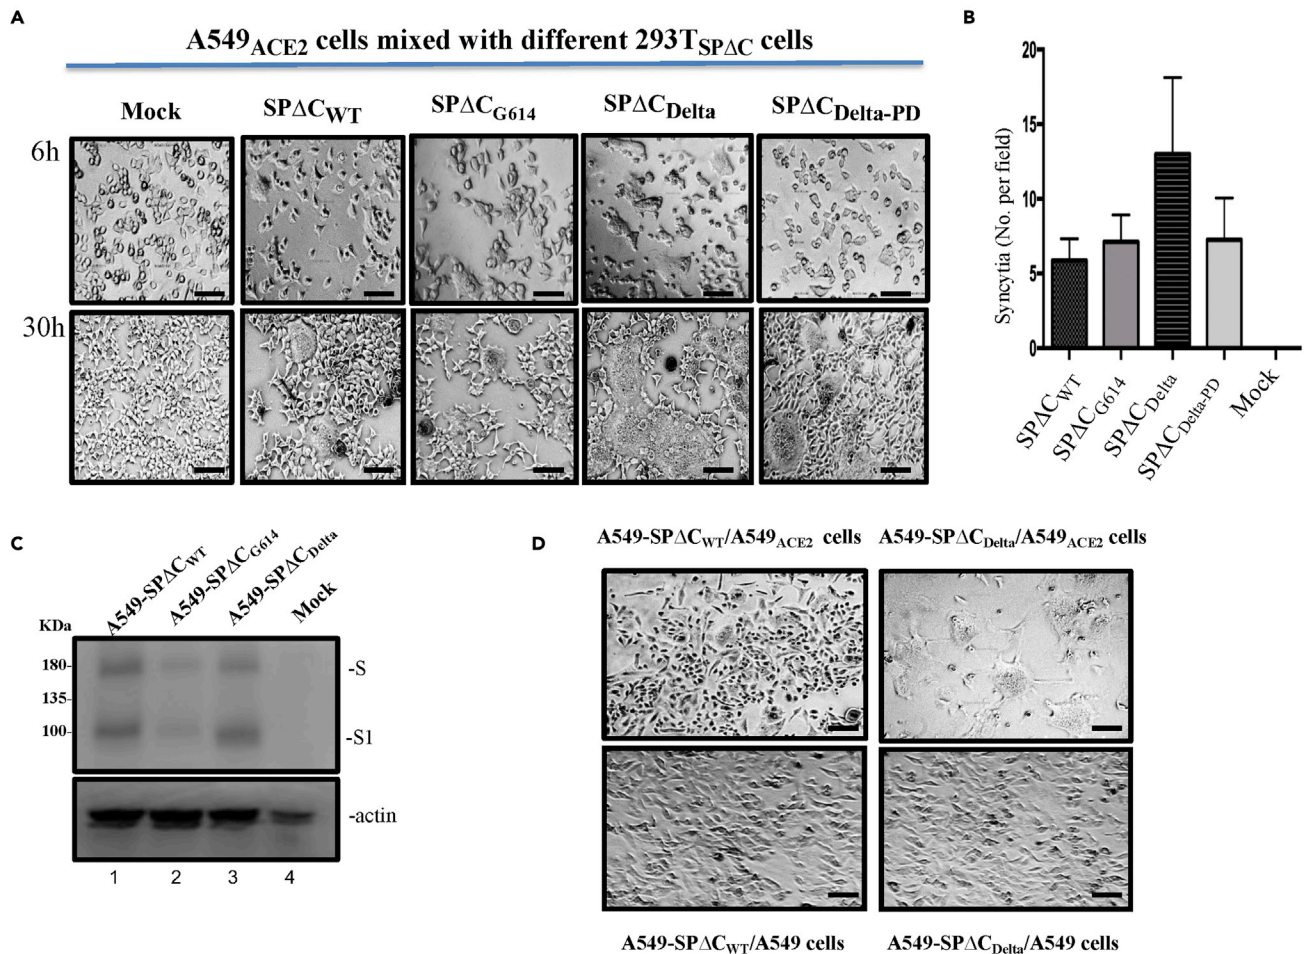 A
A549ACE2 cells mixed with different 293TSPΔC cells
Mock
SPΔCWT
SPΔCG614
SPΔCDelta
SPΔCDelta-PD
6h
30h
B
Syncytia (No. per field)
20
15
10
5
0
SPΔCWT
SPΔCG614
SPΔCDelta
SPΔCDelta-PD
Mock
C
A549-SPΔCWT
A549-SPΔCG614
A549-SPΔCDelta
Mock
KDa
180-
135-
100-
-S
-S1
-actin
1 2 3 4
D
A549-SPΔCWT/A549ACE2 cells
A549-SPΔCDelta/A549ACE2 cells
A549-SPΔCWT/A549 cells
A549-SPΔCDelta/A549 cells